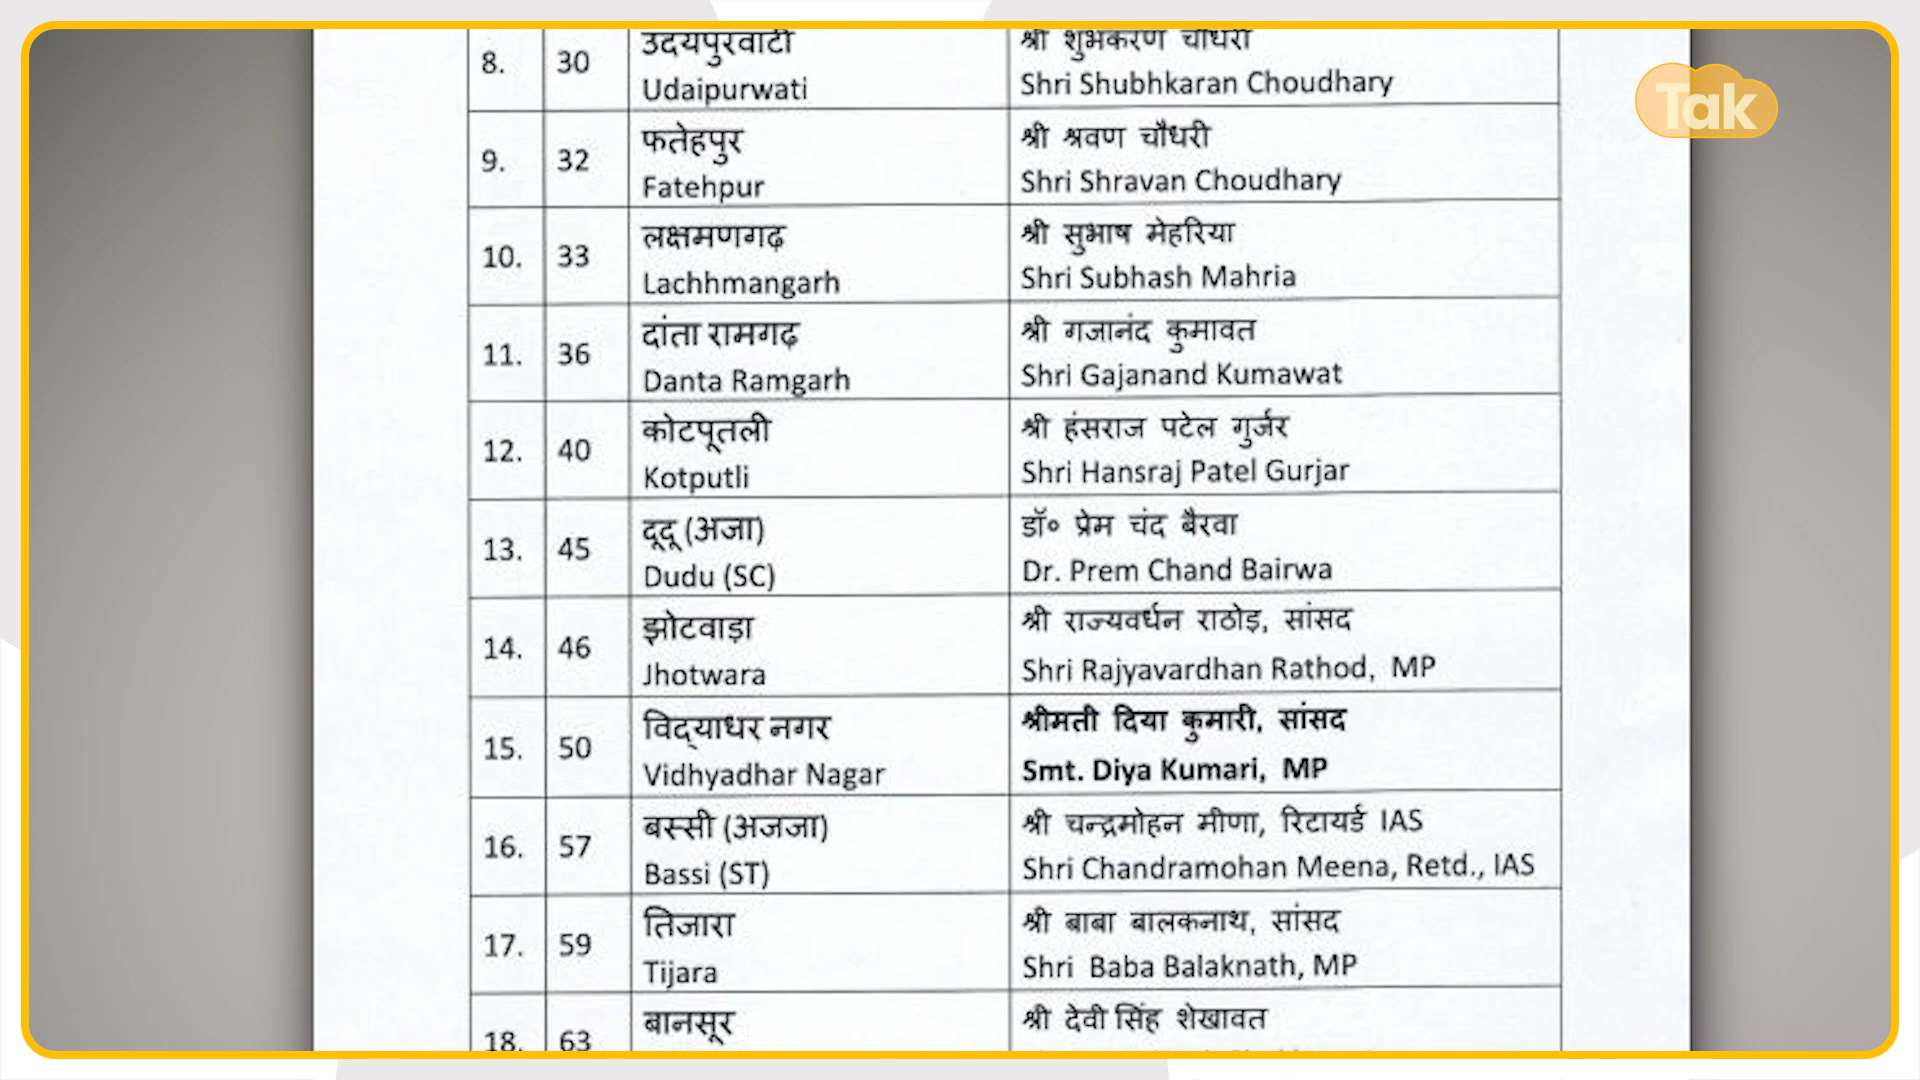 8. 30 उदयपुरवाटी श्री शुभकरण चौधरी
Udaipurwati Shri Shubhkaran Choudhary
Tak
9. 32 फतेहपुर श्री श्रवण चौधरी
Fatehpur Shri Shravan Choudhary
10. 33 लक्षमणगढ़ श्री सुभाष मेहरिया
Lachhmangarh Shri Subhash Mahria
11. 36 दांता रामगढ़ श्री गजानंद कुमावत
Danta Ramgarh Shri Gajanand Kumawat
12. 40 कोटपूतली श्री हंसराज पटेल गुर्जर
Kotputli Shri Hansraj Patel Gurjar
13. 45 दूदू (अजा) डॉ० प्रेम चंद बैरवा
Dudu (SC) Dr. Prem Chand Bairwa
14. 46 झोटवाड़ा श्री राज्यवर्धन राठोड़, सांसद
Jhotwara Shri Rajyavardhan Rathod, MP
15. 50 विद्‌याधर नगर श्रीमती दिया कुमारी, सांसद
Vidhyadhar Nagar Smt. Diya Kumari, MP
16. 57 बस्सी (अजजा) श्री चन्द्रमोहन मीणा, रिटायर्ड IAS
Bassi (ST) Shri Chandramohan Meena, Retd., IAS
17. 59 तिजारा श्री बाबा बालकनाथ, सांसद
Tijara Shri Baba Balaknath, MP
18. 63 बानसूर श्री देवी सिंह शेखावत